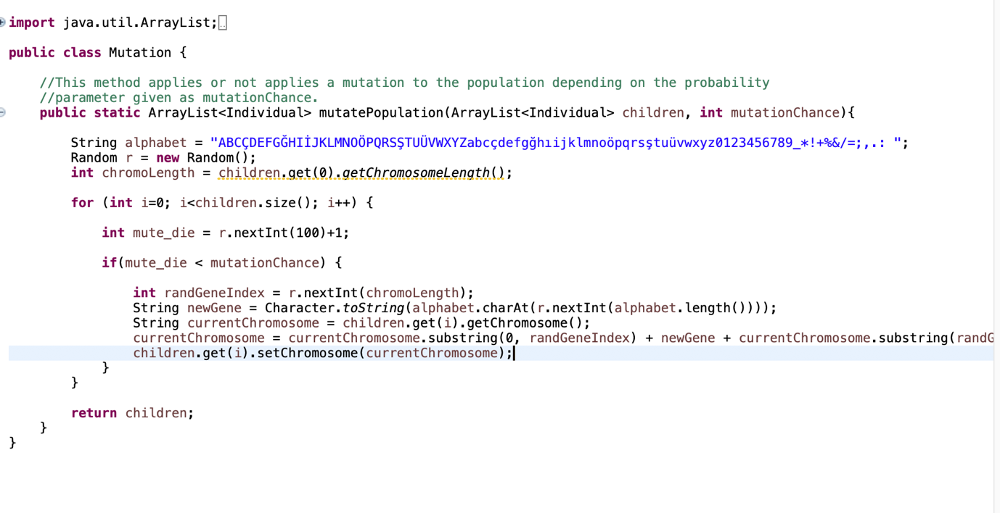 import java.util.ArrayList;
public class Mutation {
//This method applies or not applies a mutation to the population depending on the probability
//parameter given as mutationChance.
public static ArrayList<Individual> mutatePopulation(ArrayList<Individual> children, int mutationChance){
String alphabet = "ABCÇDEFGĞHIİJKLMNOÖPQRSŞTUÜVWXYZabcçdefgğhıijklmnoöpqrsştuüvwxyz0123456789_*!+%&/=;,.: ";
Random r = new Random();
int chromoLength = children.get(0).getChromosomeLength();
for (int i=0; i<children.size(); i++) {
int mute_die = r.nextInt(100)+1;
if(mute_die < mutationChance) {
int randGeneIndex = r.nextInt(chromoLength);
String newGene = Character.toString(alphabet.charAt(r.nextInt(alphabet.length())));
String currentChromosome = children.get(i).getChromosome();
currentChromosome = currentChromosome.substring(0, randGeneIndex) + newGene + currentChromosome.substring(
children.get(i).setChromosome(currentChromosome);
}
}
return children;
}
}